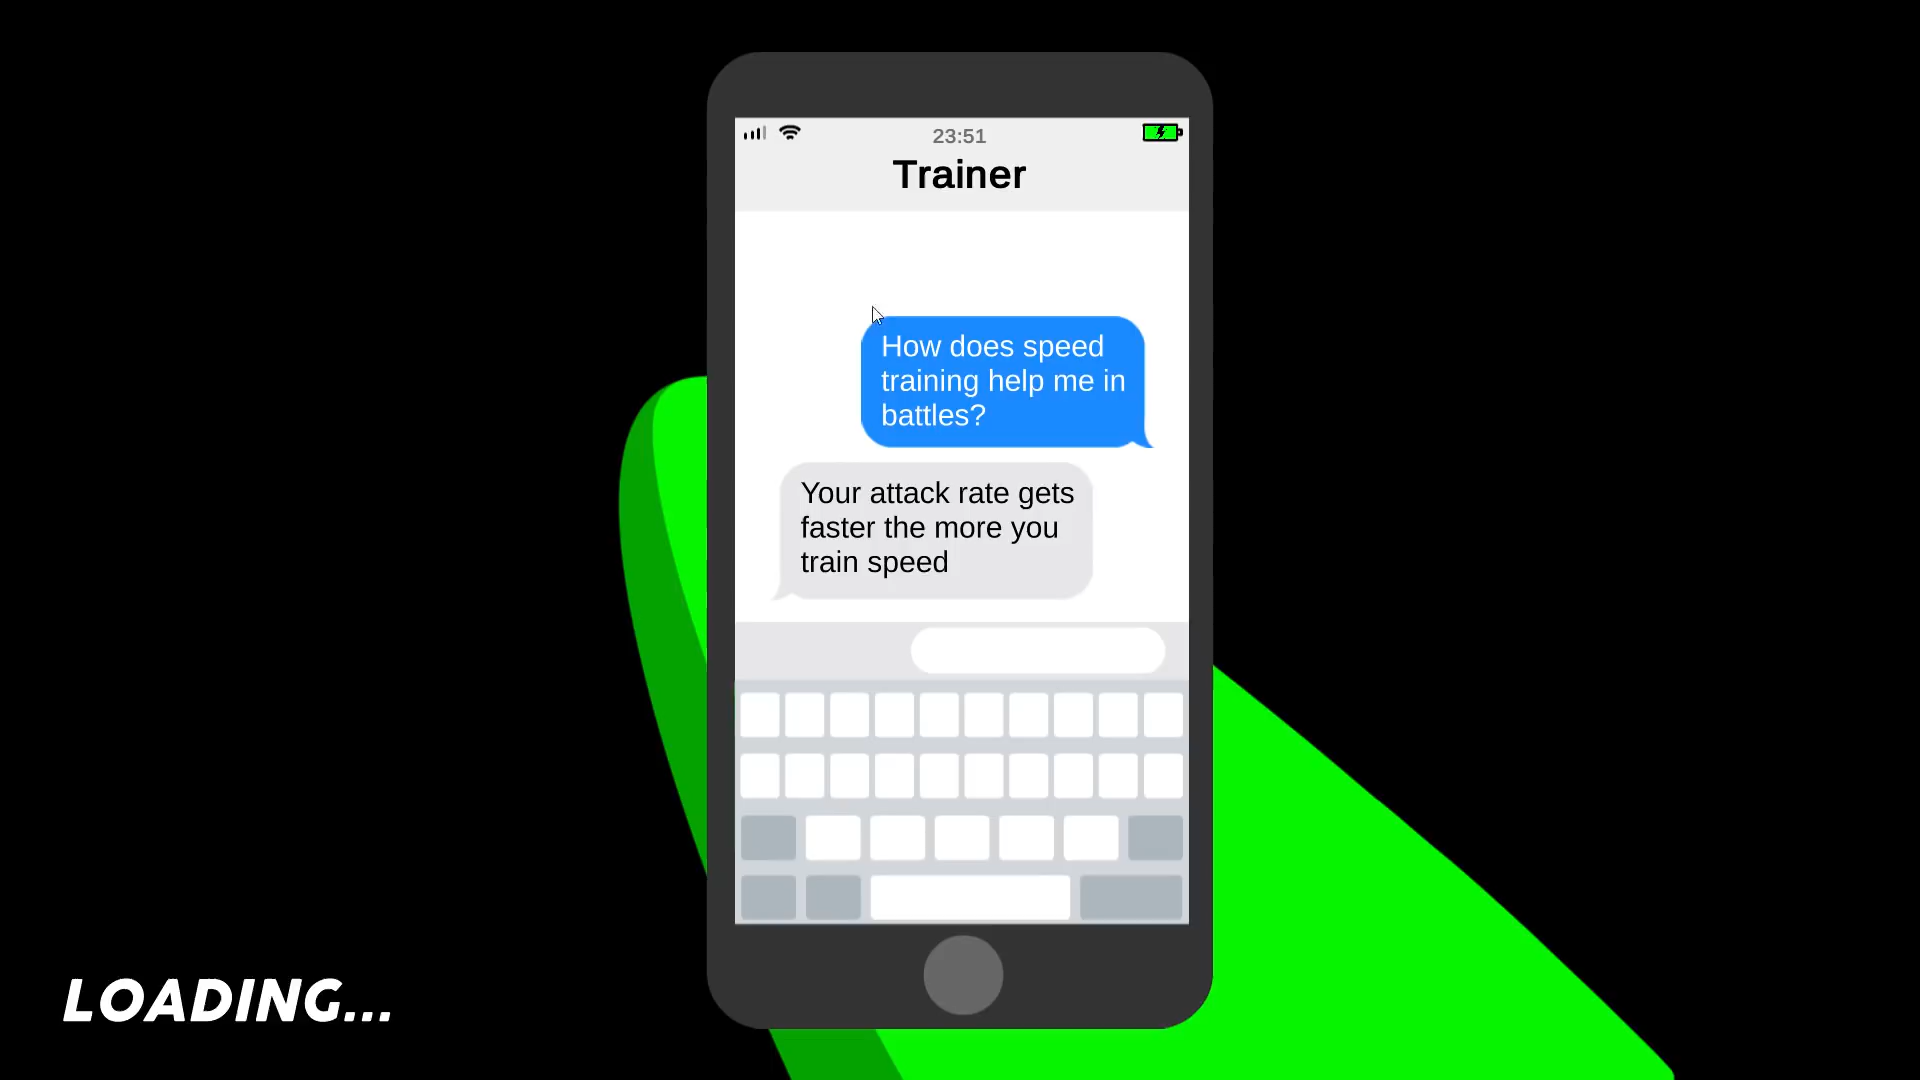 23:51
Trainer
How does speed
training help me in
battles?
Your attack rate gets
faster the more you
train speed
LOADING...